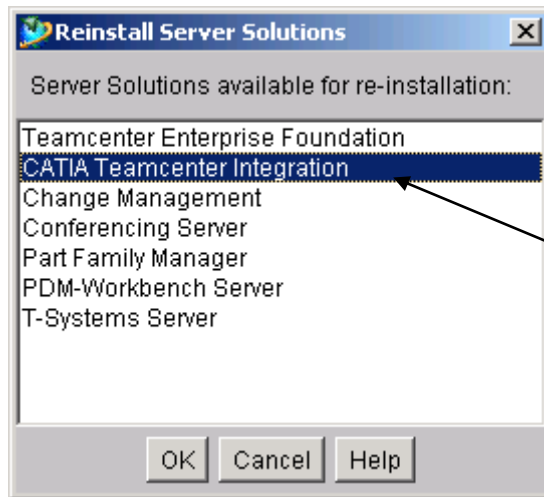 Reinstall Server Solutions
Server Solutions available for re-installation:
Teamcenter Enterprise Foundation
CATIA Teamcenter Integration
Change Management
Conferencing Server
Part Family Manager
PDM-Workbench Server
T-Systems Server
OK Cancel Help